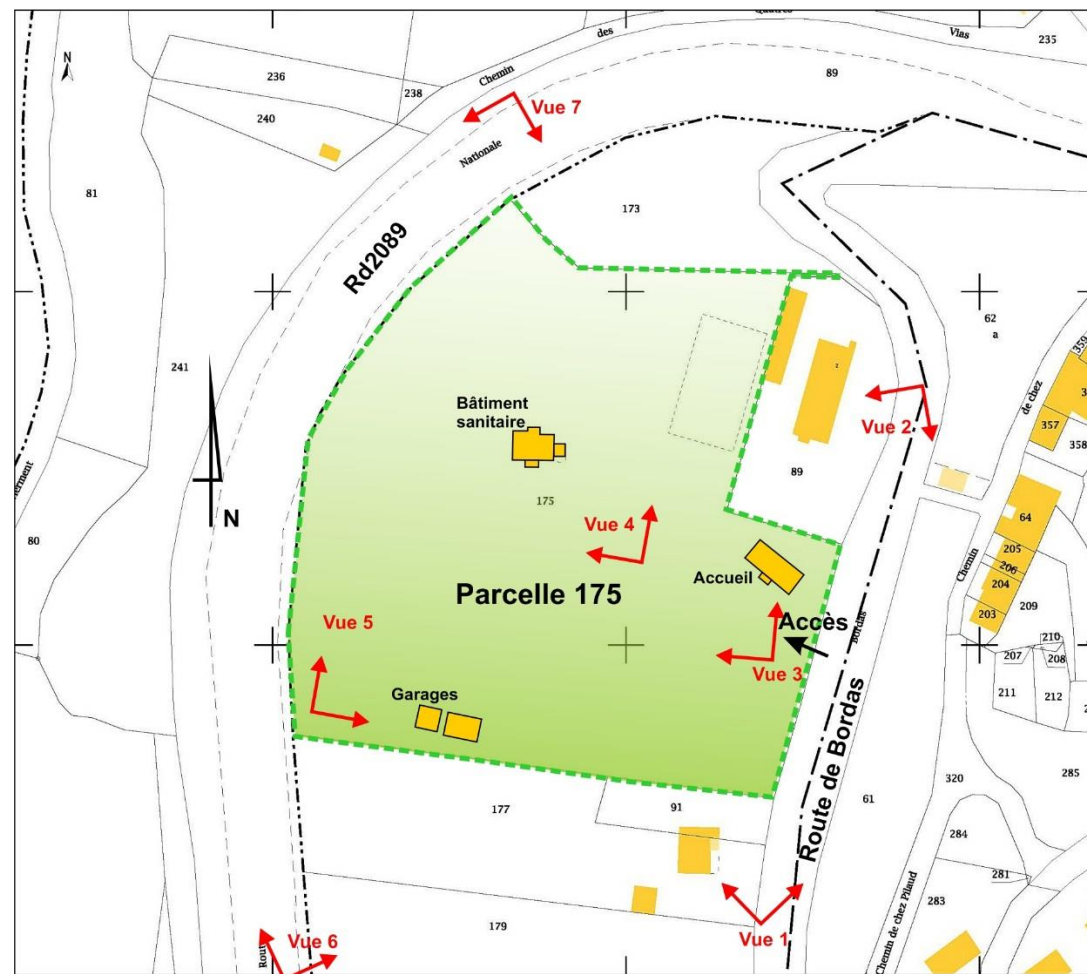 Quatres
des
Vlas
235
N
236
238
Chemin
89
240
Vue 7
Nationale
81
173
Rd2089
62
a
241
359
de chez
2
357
358
Vue 2
Bâtiment
sanitaire
89
175
64
N
Vue 4
80
205
206
204
203
Chemin
Accueil
209
Parcelle 175
Accès
Bordas
210
207
208
Vue 5
Vue 3
211
212
Garages
285
Route de Bordas
320
177
91
61
284
281
283
Chemin de chez Pilaud
179
Vue 6
Vue 1